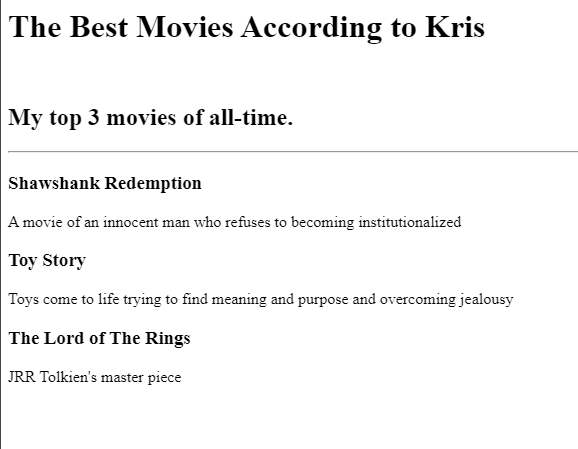 The Best Movies According to Kris
My top 3 movies of all-time.
Shawshank Redemption
A movie of an innocent man who refuses to becoming institutionalized
Toy Story
Toys come to life trying to find meaning and purpose and overcoming jealousy
The Lord of The Rings
JRR Tolkien's master piece